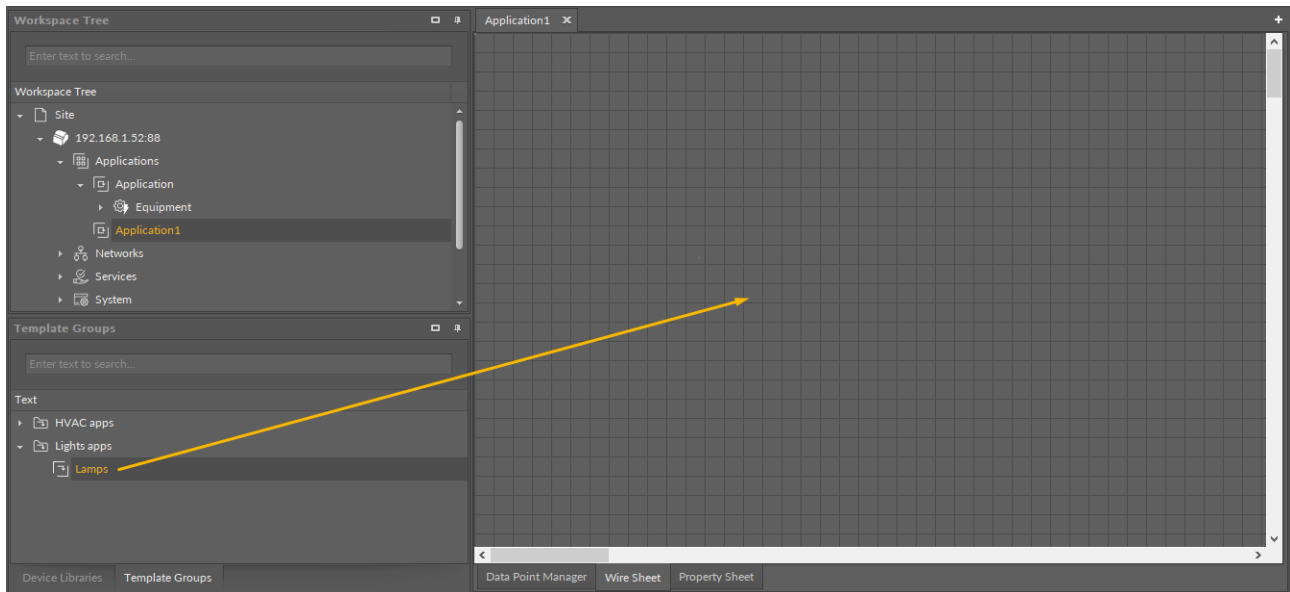 Workspace Tree
Enter text to search...
Workspace Tree
Site
192.168.1.52:88
Applications
Application
Equipment
Application1
Networks
Services
System
Template Groups
Enter text to search...
Text
HVAC apps
Lights apps
Lamps
Device Libraries Template Groups
Application1
Data Point Manager Wire Sheet Property Sheet